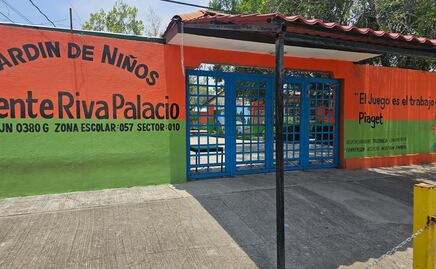 JARDIN DE NIÑOS
ente Riva Palacio
JN 0380 G ZONA ESCOLAR:057 SECTOR:010
"El Juego es el trabajo
Piaget